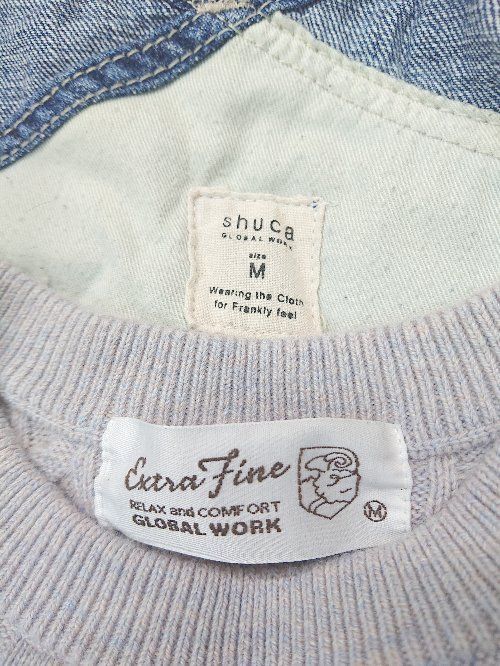 shuca
GLOBAL WORK
size
M
Wearing the Cloth
for Frankly feel
Extra Fine
RELAX and COMFORT
GLOBAL WORK
M